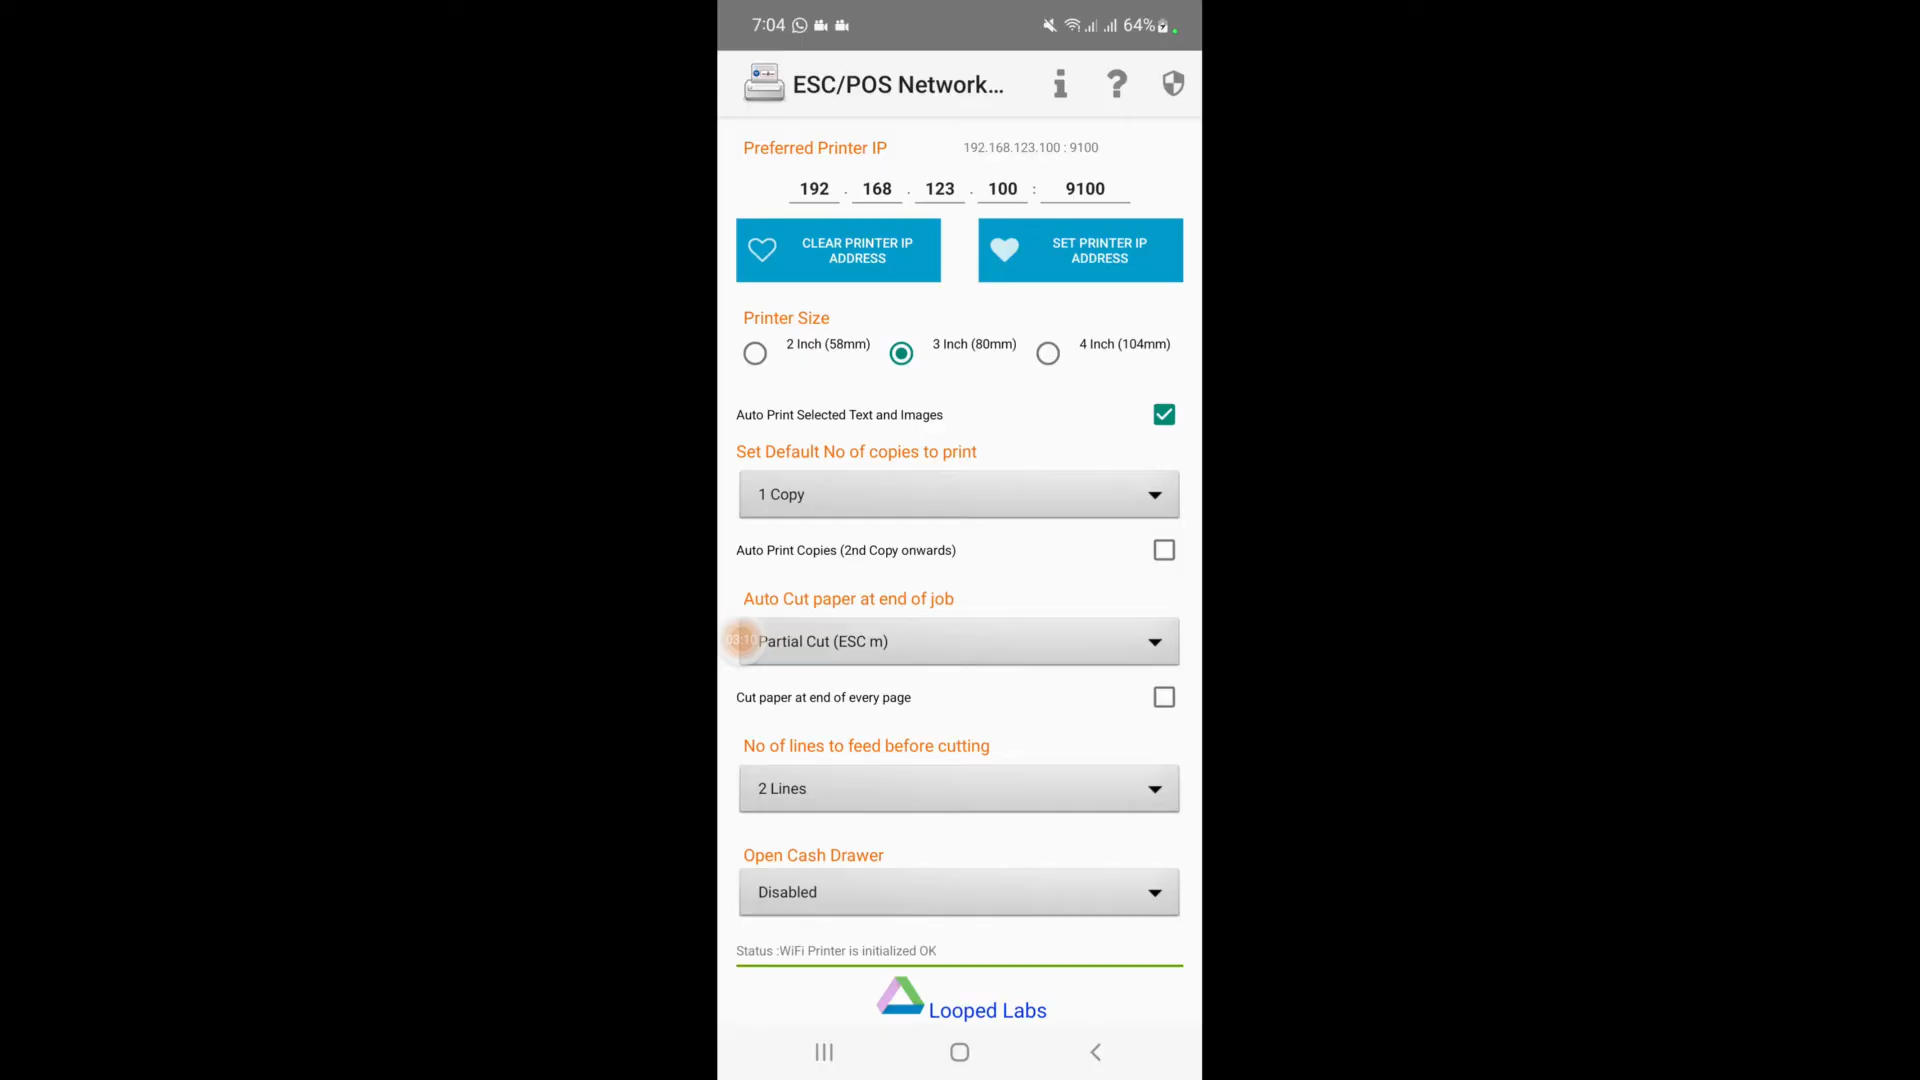 7:04 64%
ESC/POS Network...
Preferred Printer IP 192.168.123.100 : 9100
192 . 168 . 123 . 100 : 9100
CLEAR PRINTER IP
ADDRESS
SET PRINTER IP
ADDRESS
Printer Size
2 Inch (58mm) 3 Inch (80mm) 4 Inch (104mm)
Auto Print Selected Text and Images
Set Default No of copies to print
1 Copy
Auto Print Copies (2nd Copy onwards)
Auto Cut paper at end of job
03:10 Partial Cut (ESC m)
Cut paper at end of every page
No of lines to feed before cutting
2 Lines
Open Cash Drawer
Disabled
Status :WiFi Printer is initialized OK
Looped Labs